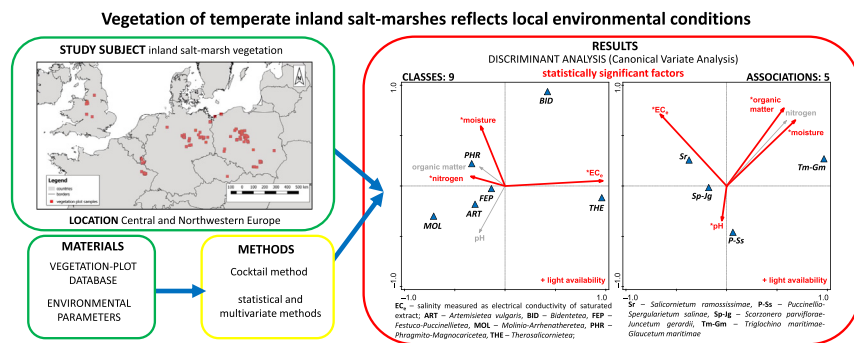 Vegetation of temperate inland salt-marshes reflects local environmental conditions
STUDY SUBJECT inland salt-marsh vegetation
Legend
countries
borders
vegetation plot samples
LOCATION Central and Northwestern Europe
MATERIALS
VEGETATION-PLOT
DATABASE
ENVIRONMENTAL
PARAMETERS
METHODS
Cocktail method
statistical and
multivariate methods
RESULTS
DISCRIMINANT ANALYSIS (Canonical Variate Analysis)
statistically significant factors
CLASSES: 9
1.0
BID
*moisture
PHR
organic matter
*nitrogen
*ECe
FEP
ART
MOL
THE
pH
+ light availability
−1.0
−1.0
1.0
ASSOCIATIONS: 5
1.0
*ECe
*organic
matter
nitrogen
*moisture
Sr
Tm-Gm
Sp-Jg
*pH
P-Ss
+ light availability
−1.0
−1.0
1.0
ECe – salinity measured as electrical conductivity of saturated
extract; ART – Artemisietea vulgaris, BID – Bidentetea, FEP –
Festuco-Puccinellietea, MOL – Molinio-Arrhenatheretea, PHR –
Phragmito-Magnocaricetea, THE – Therosalicornietea;
Sr – Salicornietum ramossissimae, P-Ss – Puccinellio-
Spergularietum salinae, Sp-Jg – Scorzonero parviflorae-
Juncetum gerardii, Tm-Gm – Triglochino maritimae-
Glaucetum maritimae